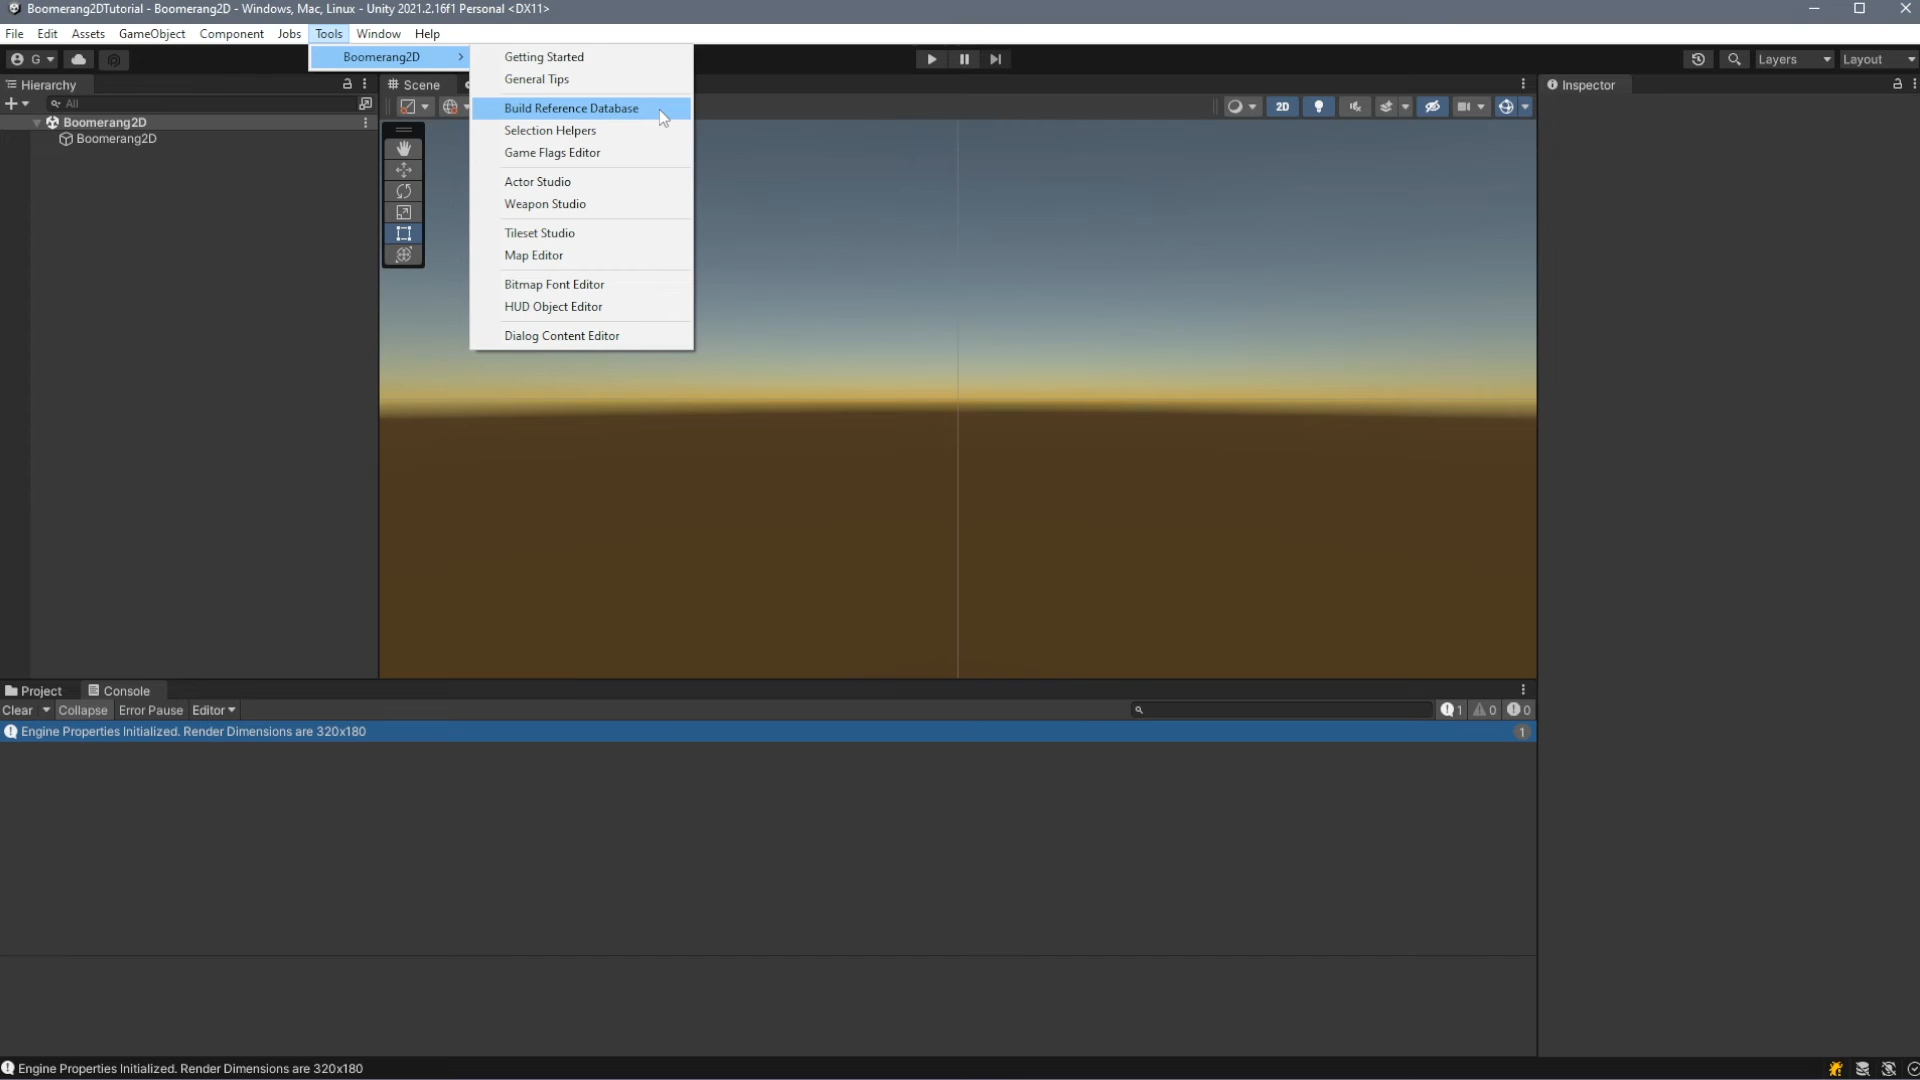 Boomerang2DTutorial - Boomerang2D - Windows, Mac, Linux - Unity 2021.2.16f1 Personal <DX11>
File Edit Assets GameObject Component Jobs Tools Window Help
G
Layers
Layout
Boomerang2D
Getting Started
General Tips
Build Reference Database
Selection Helpers
Game Flags Editor
Actor Studio
Weapon Studio
Tileset Studio
Map Editor
Bitmap Font Editor
HUD Object Editor
Dialog Content Editor
Hierarchy
All
Boomerang2D
Boomerang2D
Scene
2D
Inspector
Project Console
Clear Collapse Error Pause Editor
1 0 0
Engine Properties Initialized. Render Dimensions are 320x180
1
Engine Properties Initialized. Render Dimensions are 320x180